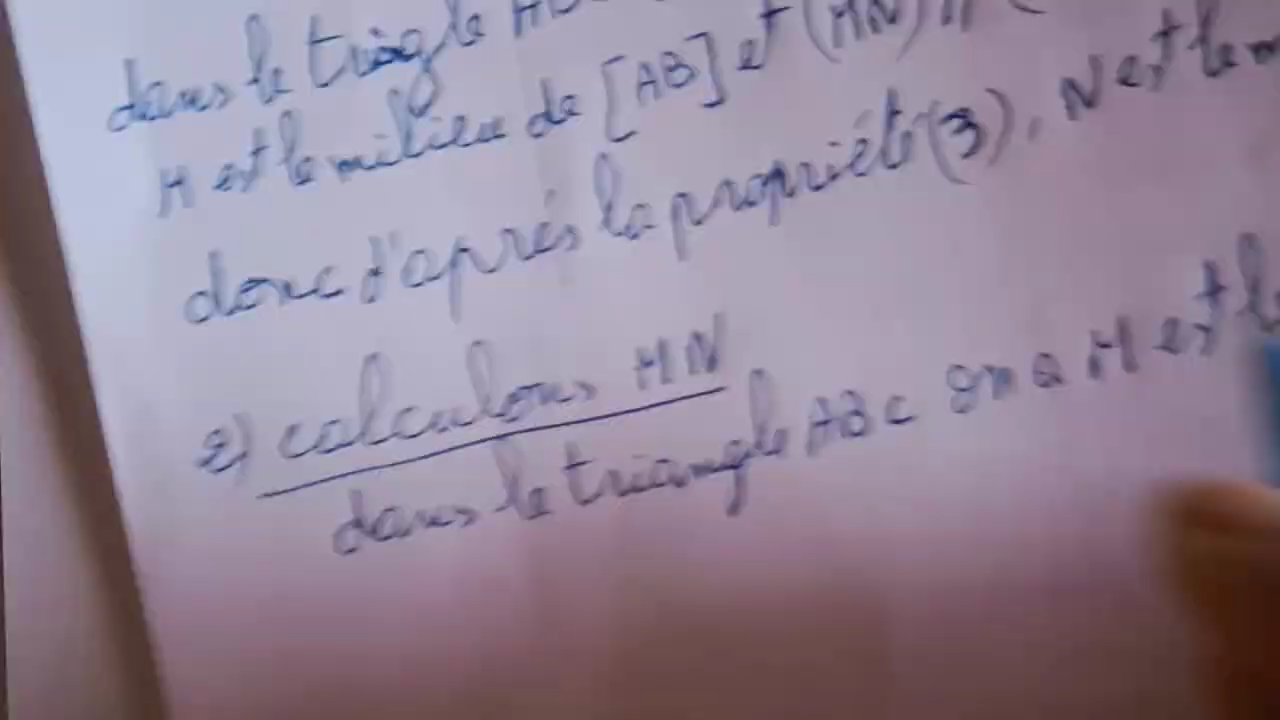 dans le triangle AB
M est le milieu de [AB] et (MN) //
donc d'après la propriété (3), N est le m
2) calculons MN
dans le triangle ABC on a M est l